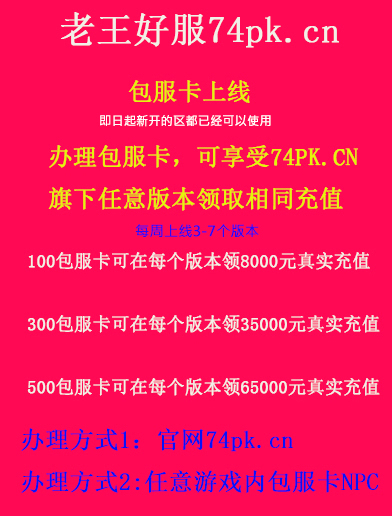 老王好服74pk.cn
包服卡上线
即日起新开的区都已经可以使用
办理包服卡，可享受74PK.CN
旗下任意版本领取相同充值
每周上线3-7个版本
100包服卡可在每个版本领8000元真实充值
300包服卡可在每个版本领35000元真实充值
500包服卡可在每个版本领65000元真实充值
办理方式1：官网74pk.cn
办理方式2:任意游戏内包服卡NPC